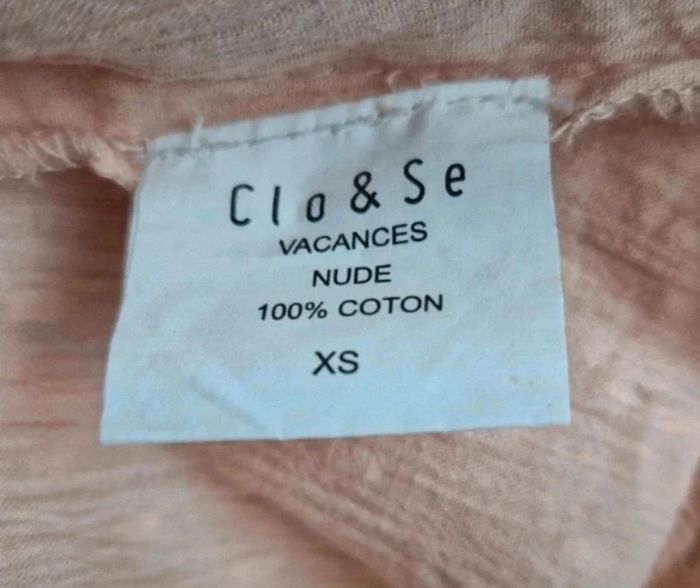 Clo&Se
VACANCES
NUDE
100% COTON
XS